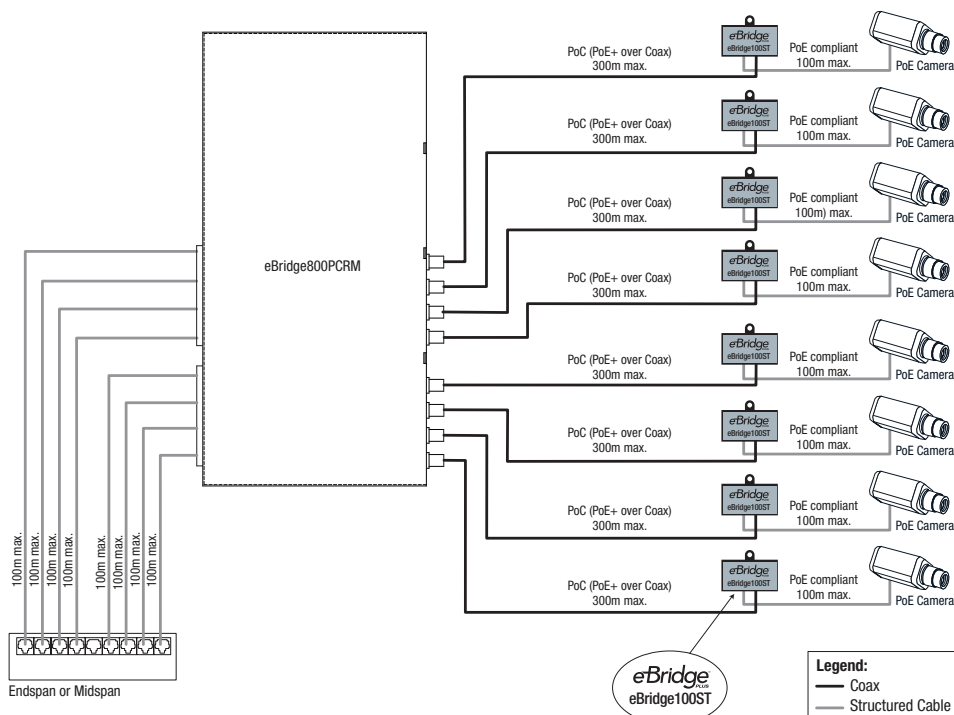 PoC (PoE+ over Coax)
300m max.
eBridge
eBridge100ST
PoE compliant
100m max.
PoE Camera
PoC (PoE+ over Coax)
300m max.
eBridge
eBridge100ST
PoE compliant
100m max.
PoE Camera
PoC (PoE+ over Coax)
300m max.
eBridge
eBridge100ST
PoE compliant
100m) max.
PoE Camera
eBridge800PCRM
PoC (PoE+ over Coax)
300m max.
eBridge
eBridge100ST
PoE compliant
100m max.
PoE Camera
PoC (PoE+ over Coax)
300m max.
eBridge
eBridge100ST
PoE compliant
100m max.
PoE Camera
PoC (PoE+ over Coax)
300m max.
eBridge
eBridge100ST
PoE compliant
100m max.
PoE Camera
PoC (PoE+ over Coax)
300m max.
eBridge
eBridge100ST
PoE compliant
100m max.
PoE Camera
PoC (PoE+ over Coax)
300m max.
eBridge
eBridge100ST
PoE compliant
100m max.
PoE Camera
100m max.
100m max.
100m max.
100m max.
100m max.
100m max.
100m max.
100m max.
Endspan or Midspan
eBridge
PLUS
eBridge100ST
Legend:
Coax
Structured Cable